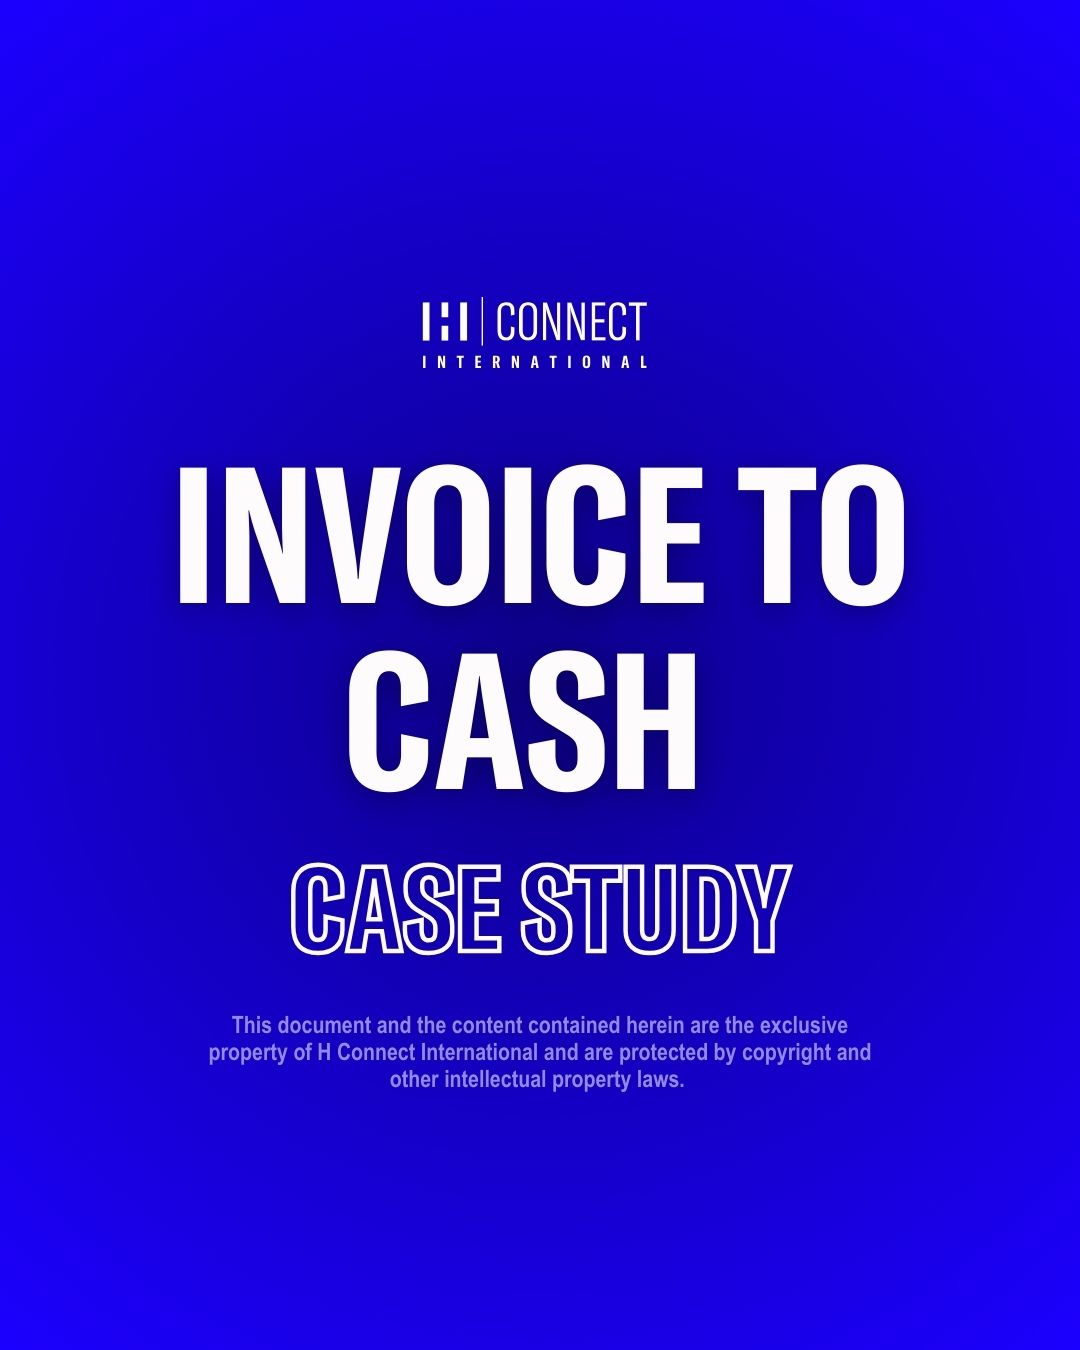 H CONNECT
INTERNATIONAL
INVOICE TO
CASH
CASE STUDY
This document and the content contained herein are the exclusive
property of H Connect International and are protected by copyright and
other intellectual property laws.